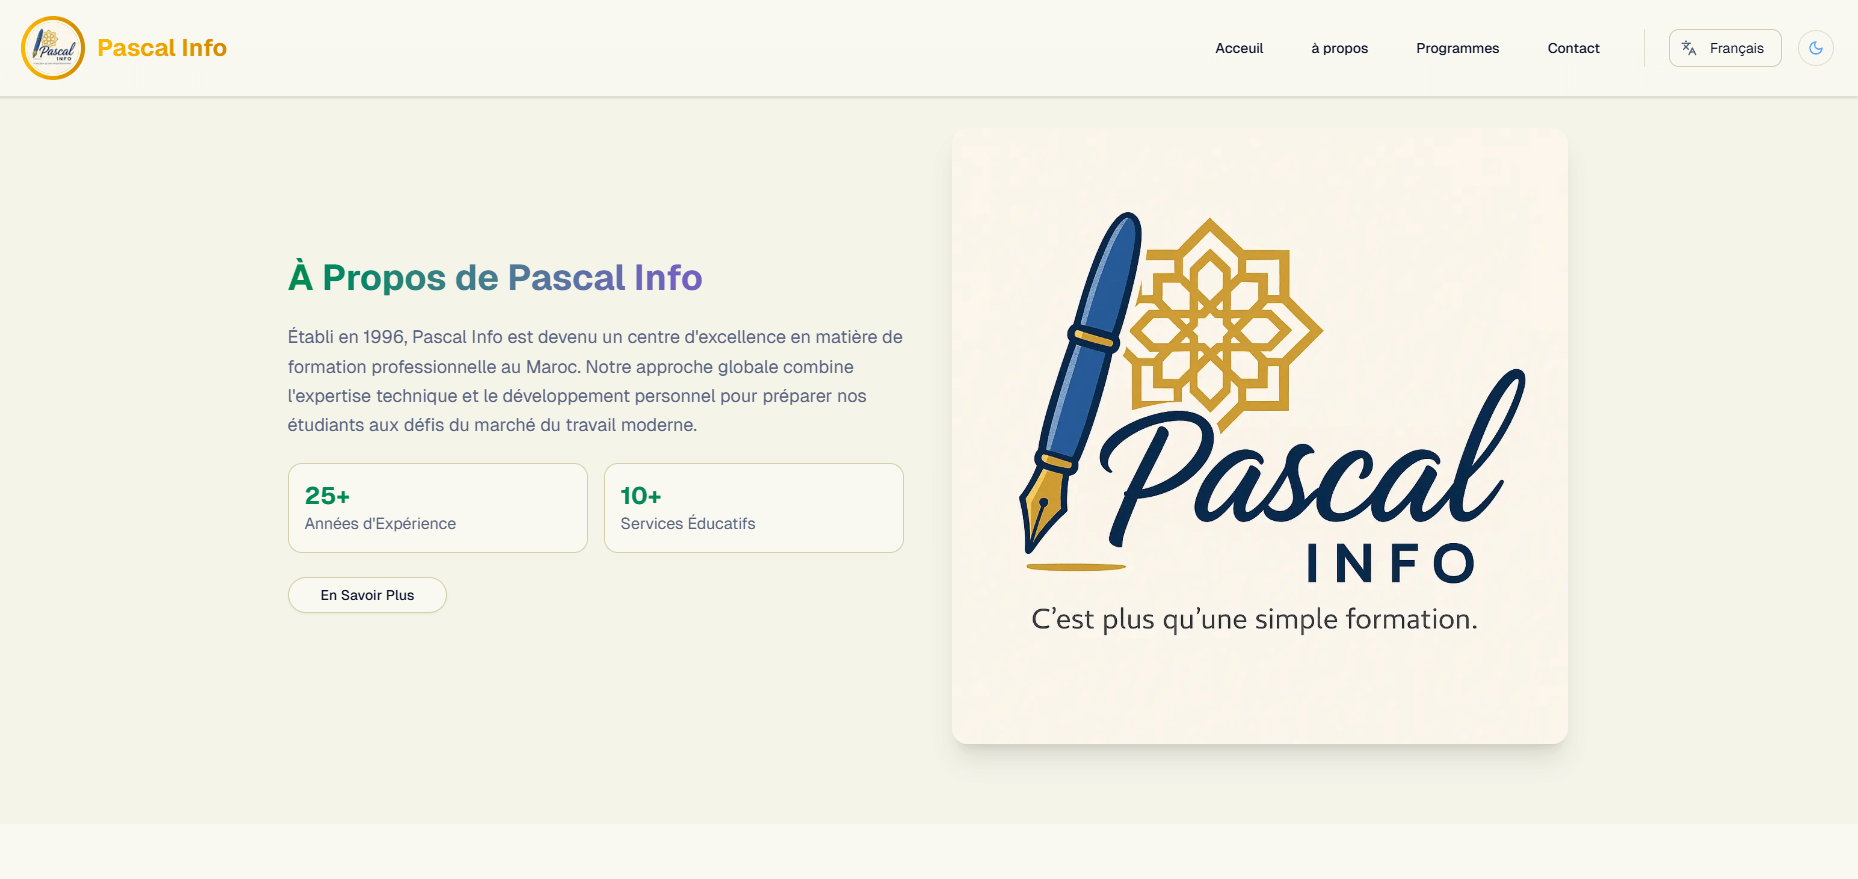 Pascal
INFO
Pascal Info
Acceuil
à propos
Programmes
Contact
Français
À Propos de Pascal Info
Établi en 1996, Pascal Info est devenu un centre d'excellence en matière de
formation professionnelle au Maroc. Notre approche globale combine
l'expertise technique et le développement personnel pour préparer nos
étudiants aux défis du marché du travail moderne.
25+
Années d'Expérience
10+
Services Éducatifs
En Savoir Plus
Pascal
INFO
C’est plus qu’une simple formation.